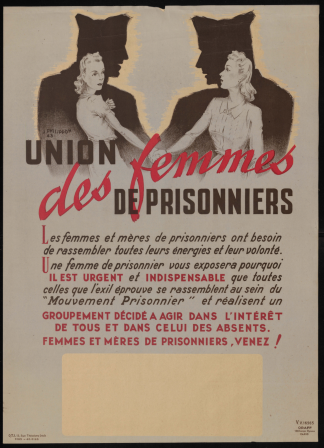 UNION
des femmes
DE PRISONNIERS
Les femmes et mères de prisonniers ont besoin
de rassembler toutes leurs énergies et leur volonté.
Une femme de prisonnier vous exposera pourquoi
IL EST URGENT et INDISPENSABLE que toutes
celles que l'exil éprouve se rassemblent au sein du
"Mouvement Prisonnier" et réalisent un
GROUPEMENT DÉCIDÉ A AGIR DANS L'INTÉRÊT
DE TOUS ET DANS CELUI DES ABSENTS.
FEMMES ET MÈRES DE PRISONNIERS, VENEZ !